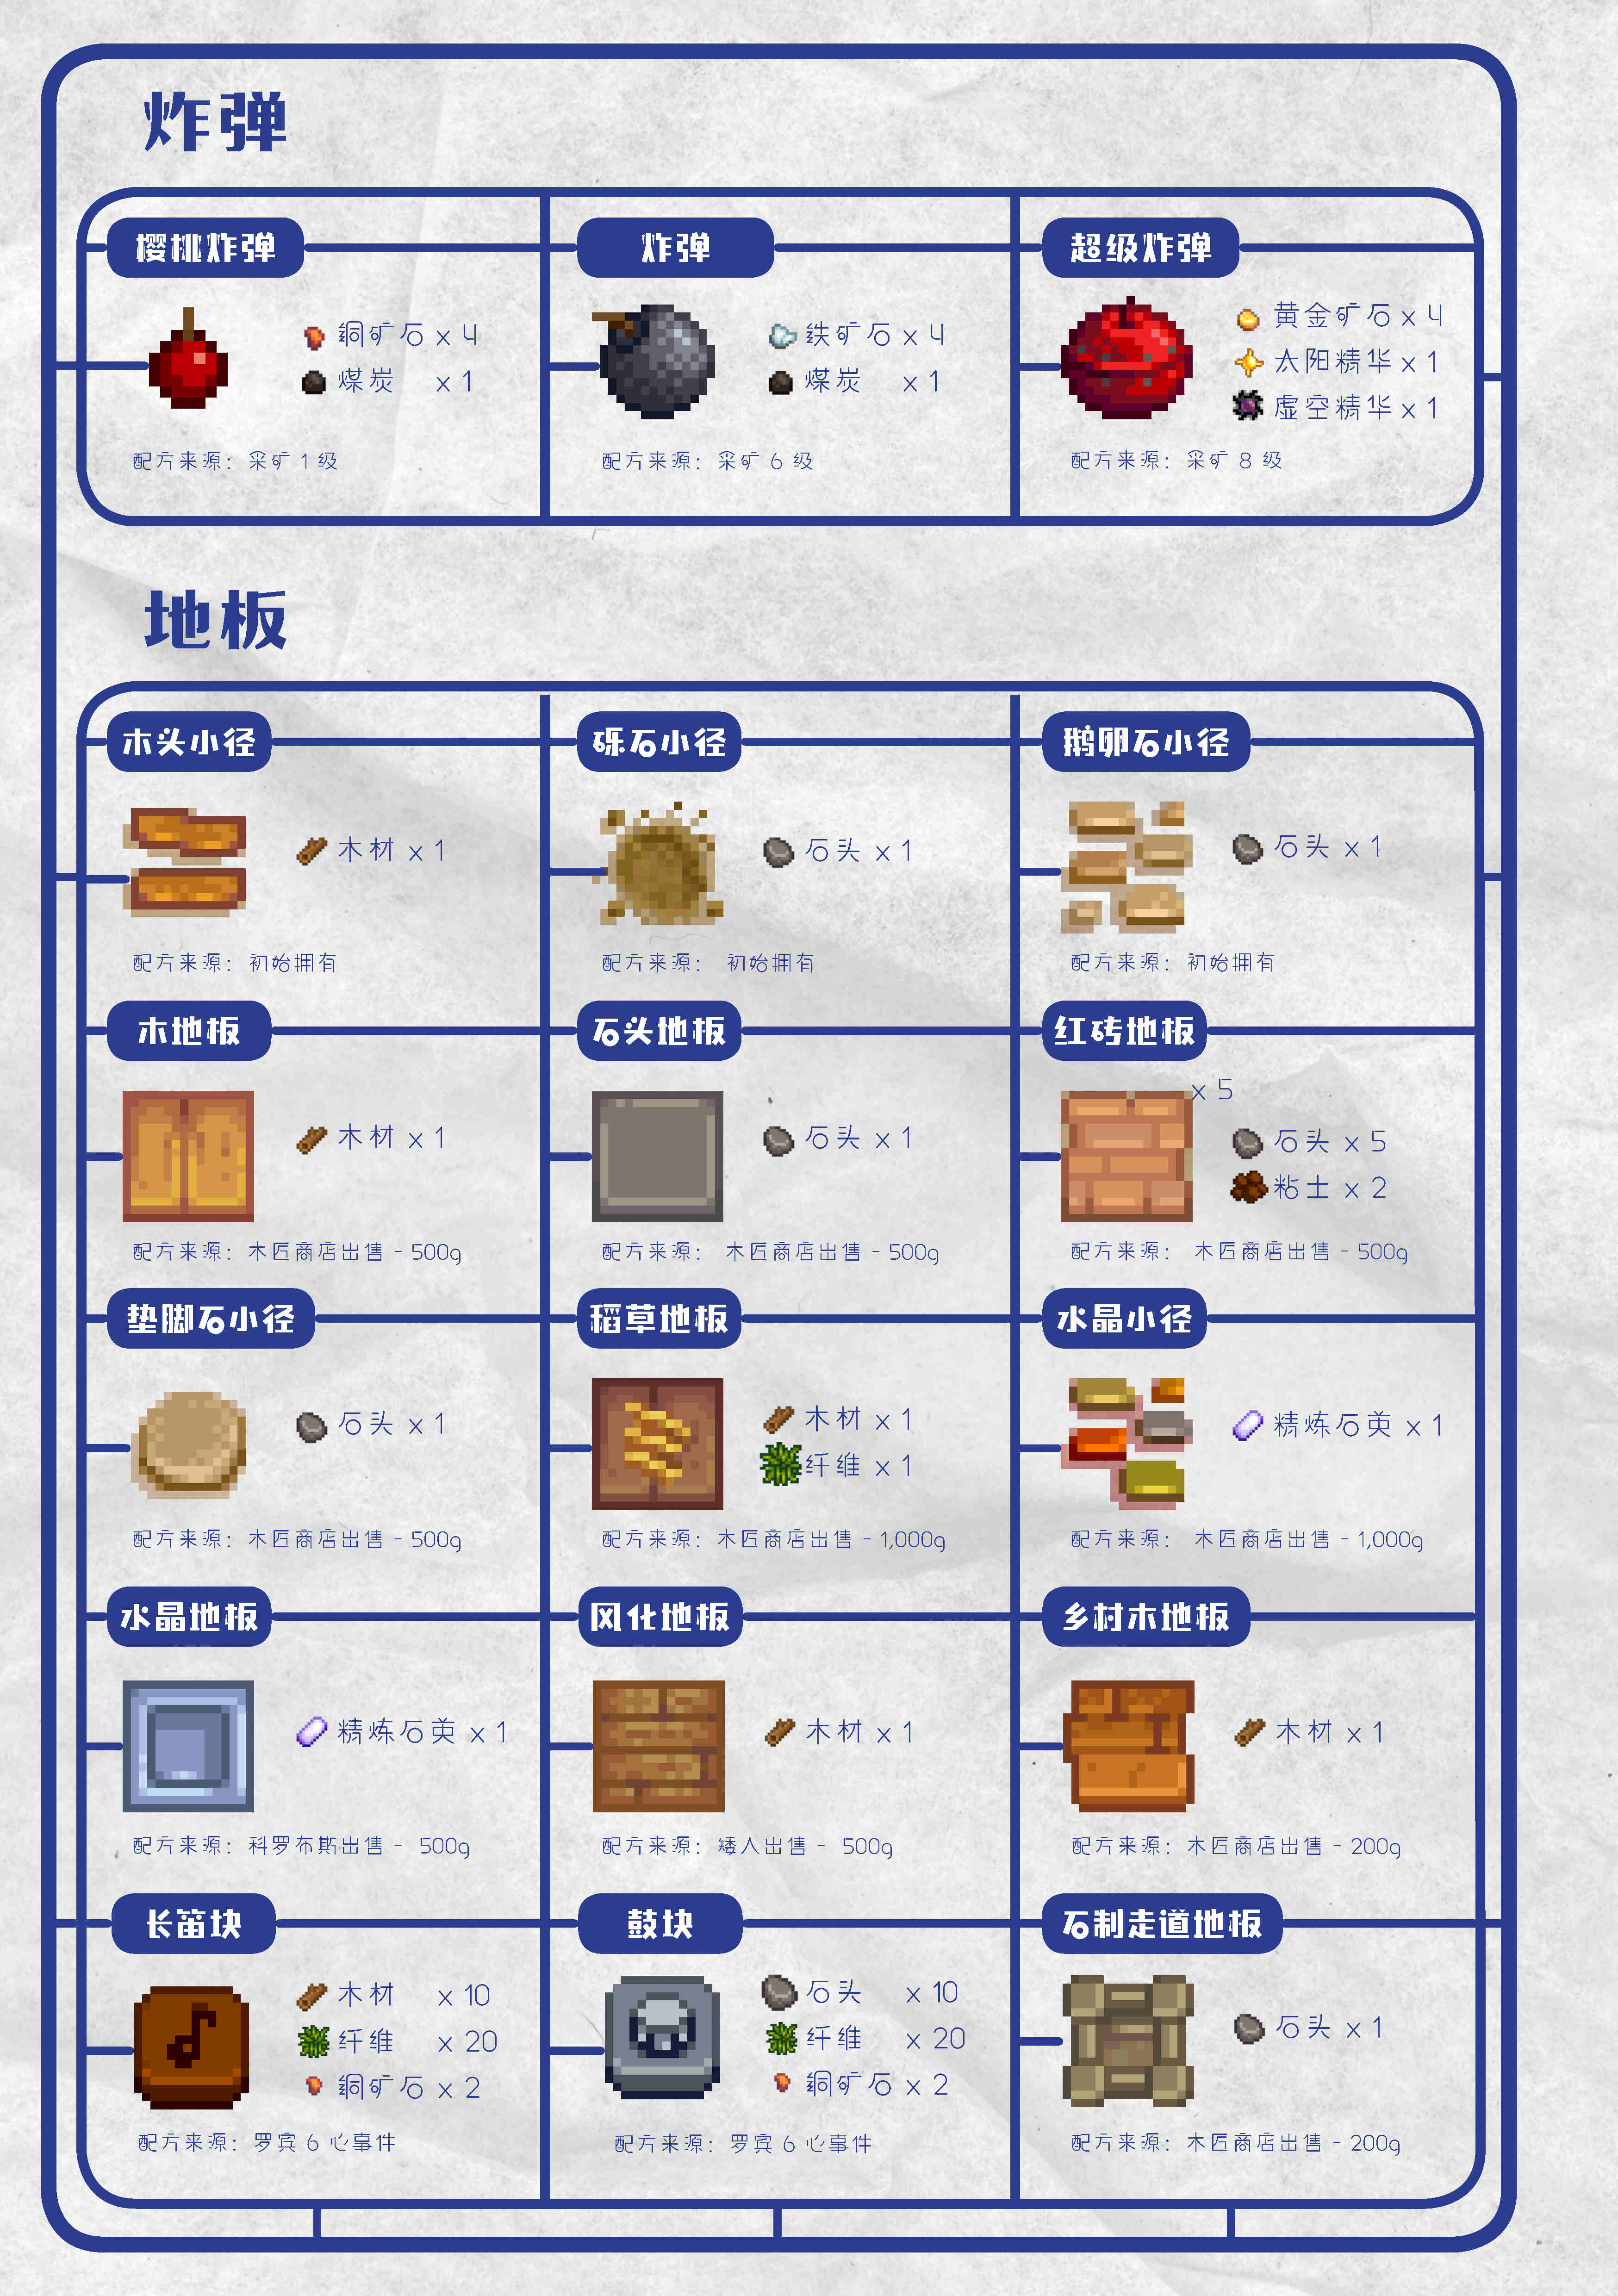 炸弹
樱桃炸弹
铜矿石 x 4
煤炭 x 1
配方来源：采矿 1 级
炸弹
铁矿石 x 4
煤炭 x 1
配方来源：采矿 6 级
超级炸弹
黄金矿石 x 4
太阳精华 x 1
虚空精华 x 1
配方来源：采矿 8 级
地板
木头小径
木材 x 1
配方来源：初始拥有
砾石小径
石头 x 1
配方来源： 初始拥有
鹅卵石小径
石头 x 1
配方来源：初始拥有
木地板
木材 x 1
配方来源：木匠商店出售 - 500g
石头地板
石头 x 1
配方来源： 木匠商店出售 - 500g
红砖地板
x 5
石头 x 5
粘土 x 2
配方来源： 木匠商店出售 - 500g
垫脚石小径
石头 x 1
配方来源：木匠商店出售 - 500g
稻草地板
木材 x 1
纤维 x 1
配方来源：木匠商店出售 - 1,000g
水晶小径
精炼石英 x 1
配方来源： 木匠商店出售 - 1,000g
水晶地板
精炼石英 x 1
配方来源：科罗布斯出售 - 500g
风化地板
木材 x 1
配方来源：矮人出售 - 500g
乡村木地板
木材 x 1
配方来源：木匠商店出售 - 200g
长笛块
木材 x 10
纤维 x 20
铜矿石 x 2
配方来源：罗宾 6 心事件
鼓块
石头 x 10
纤维 x 20
铜矿石 x 2
配方来源：罗宾 6 心事件
石制走道地板
石头 x 1
配方来源：木匠商店出售 - 200g